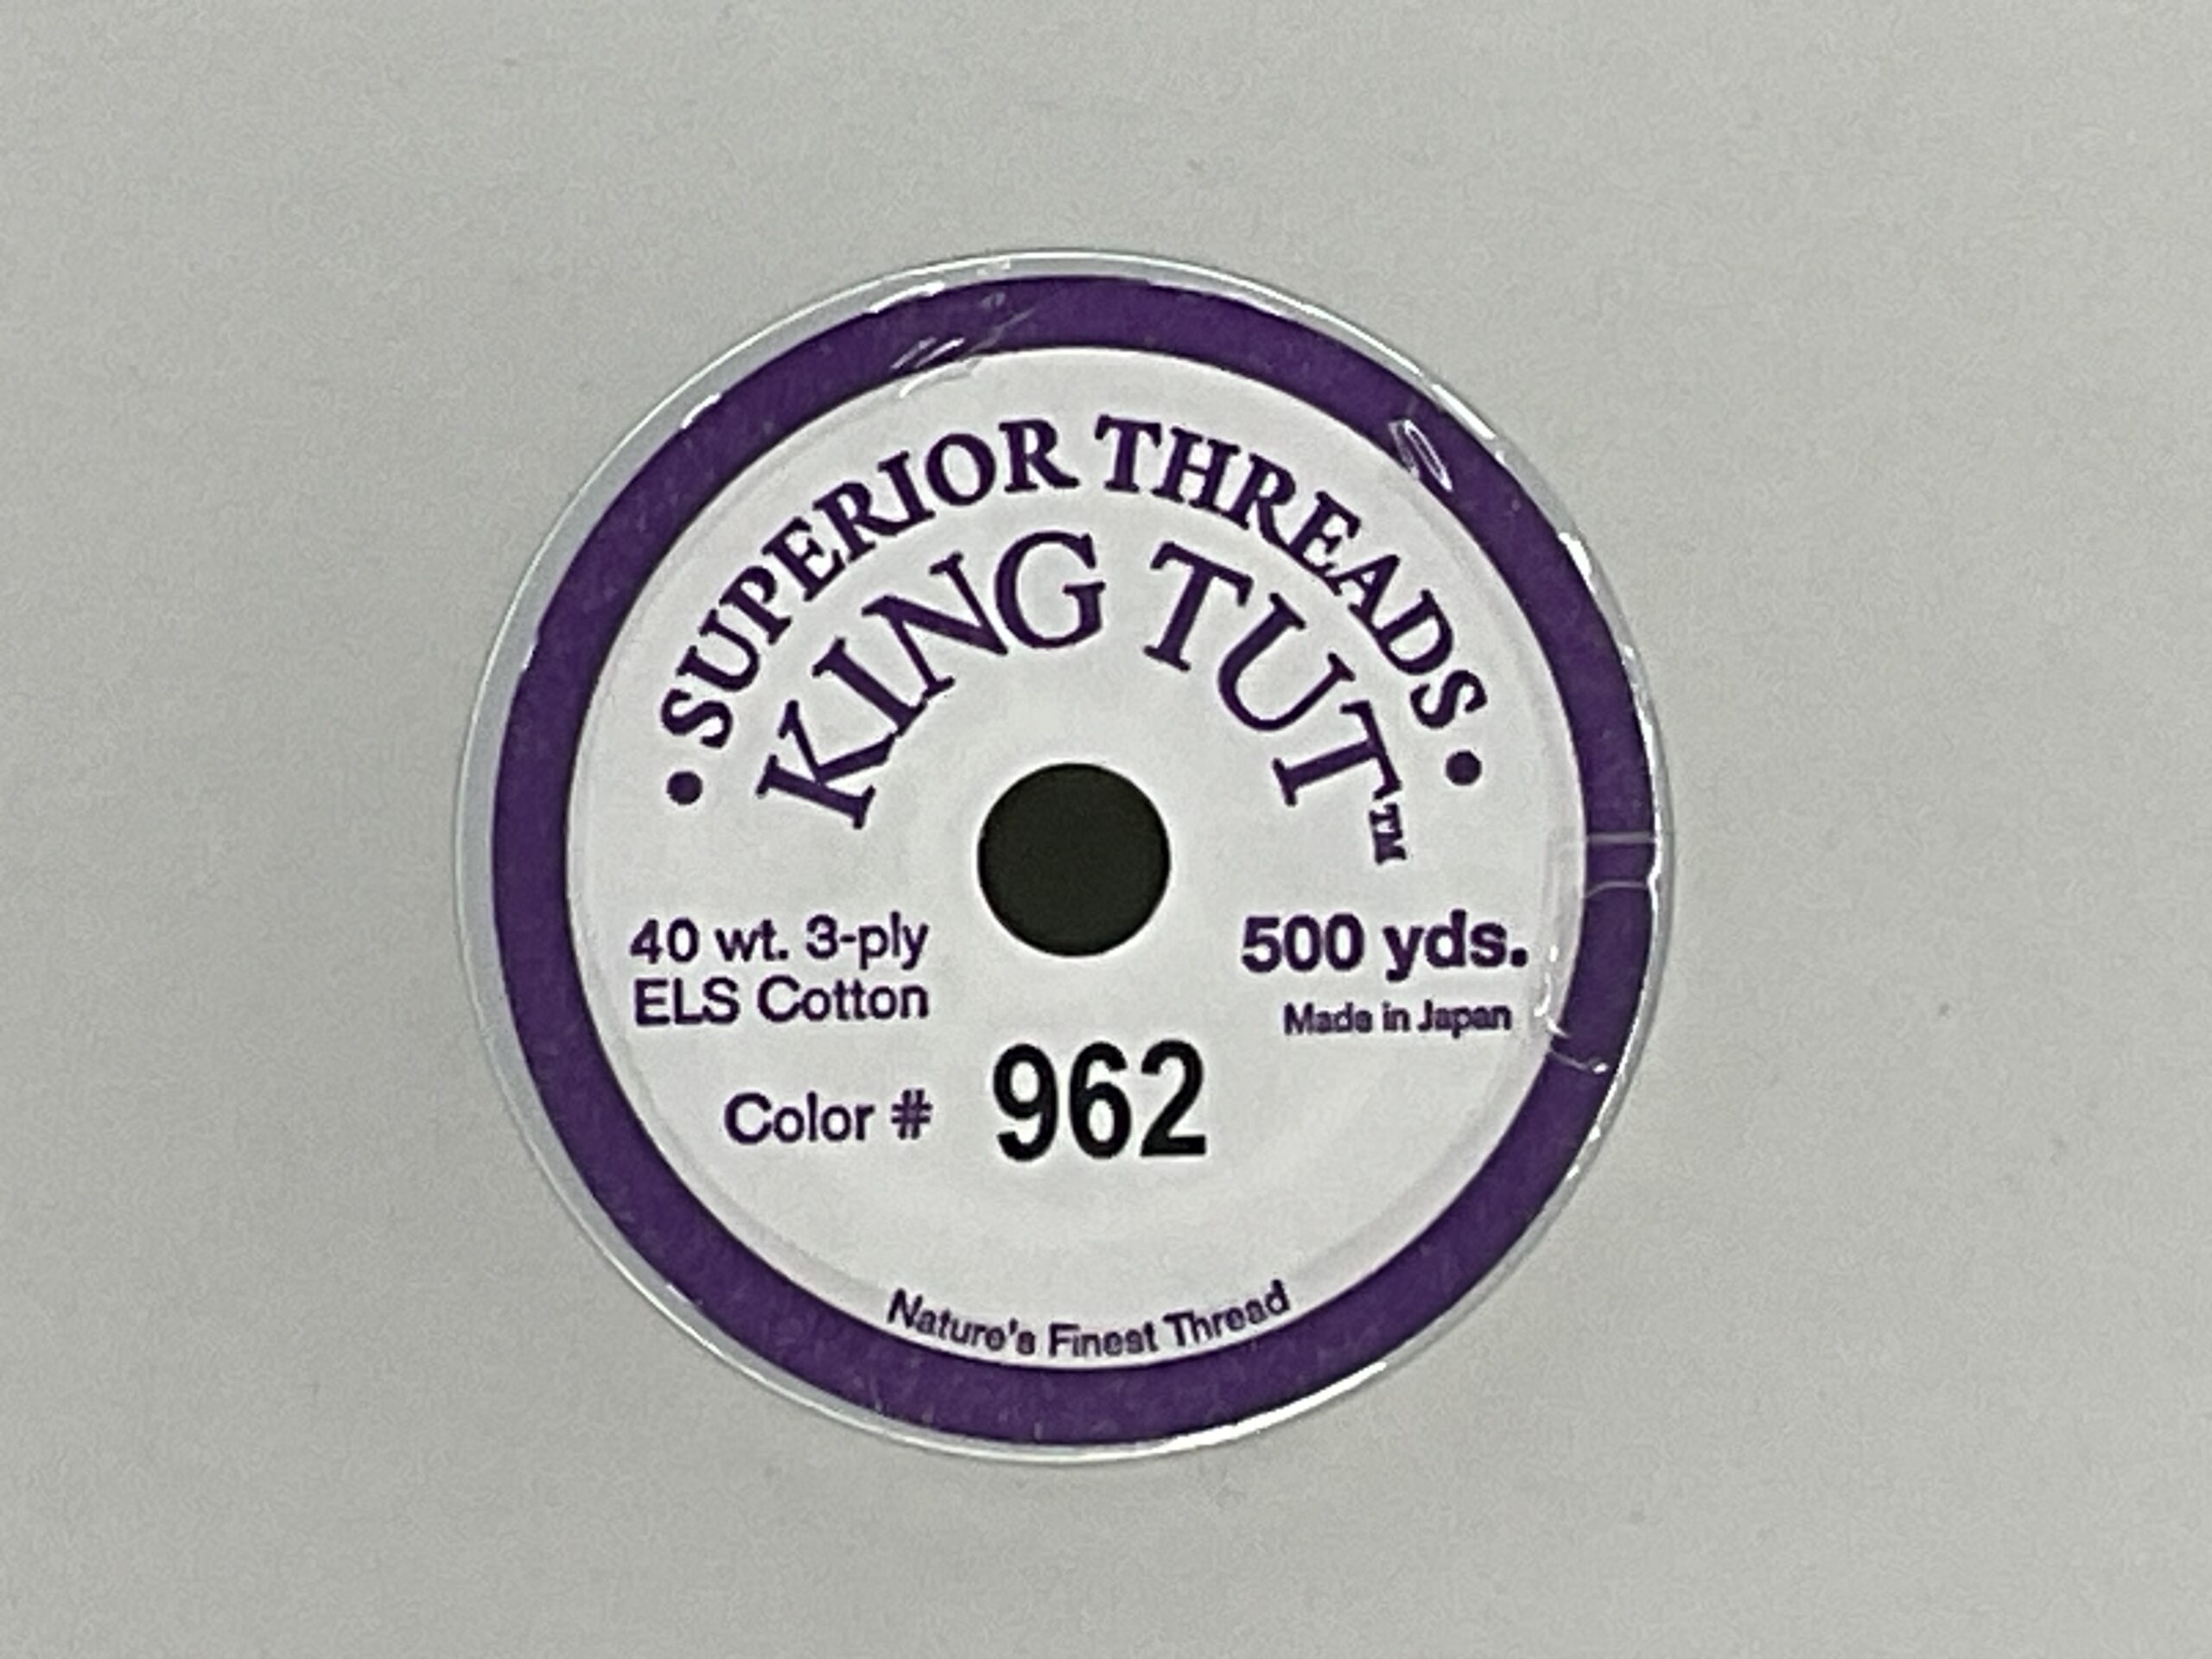 • SUPERIOR THREADS •
KING TUT™
40 wt. 3-ply
ELS Cotton
500 yds.
Made in Japan
Color # 962
Nature's Finest Thread